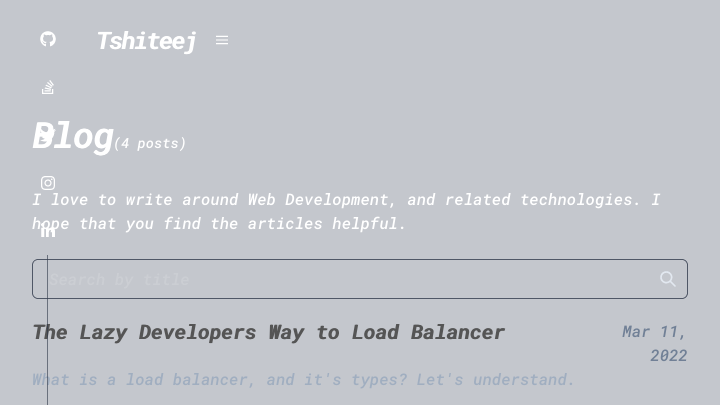 Tshiteej
Blog(4 posts)
I love to write around Web Development, and related technologies. I
hope that you find the articles helpful.
Search by title
The Lazy Developers Way to Load Balancer
Mar 11,
2022
What is a load balancer, and it's types? Let's understand.